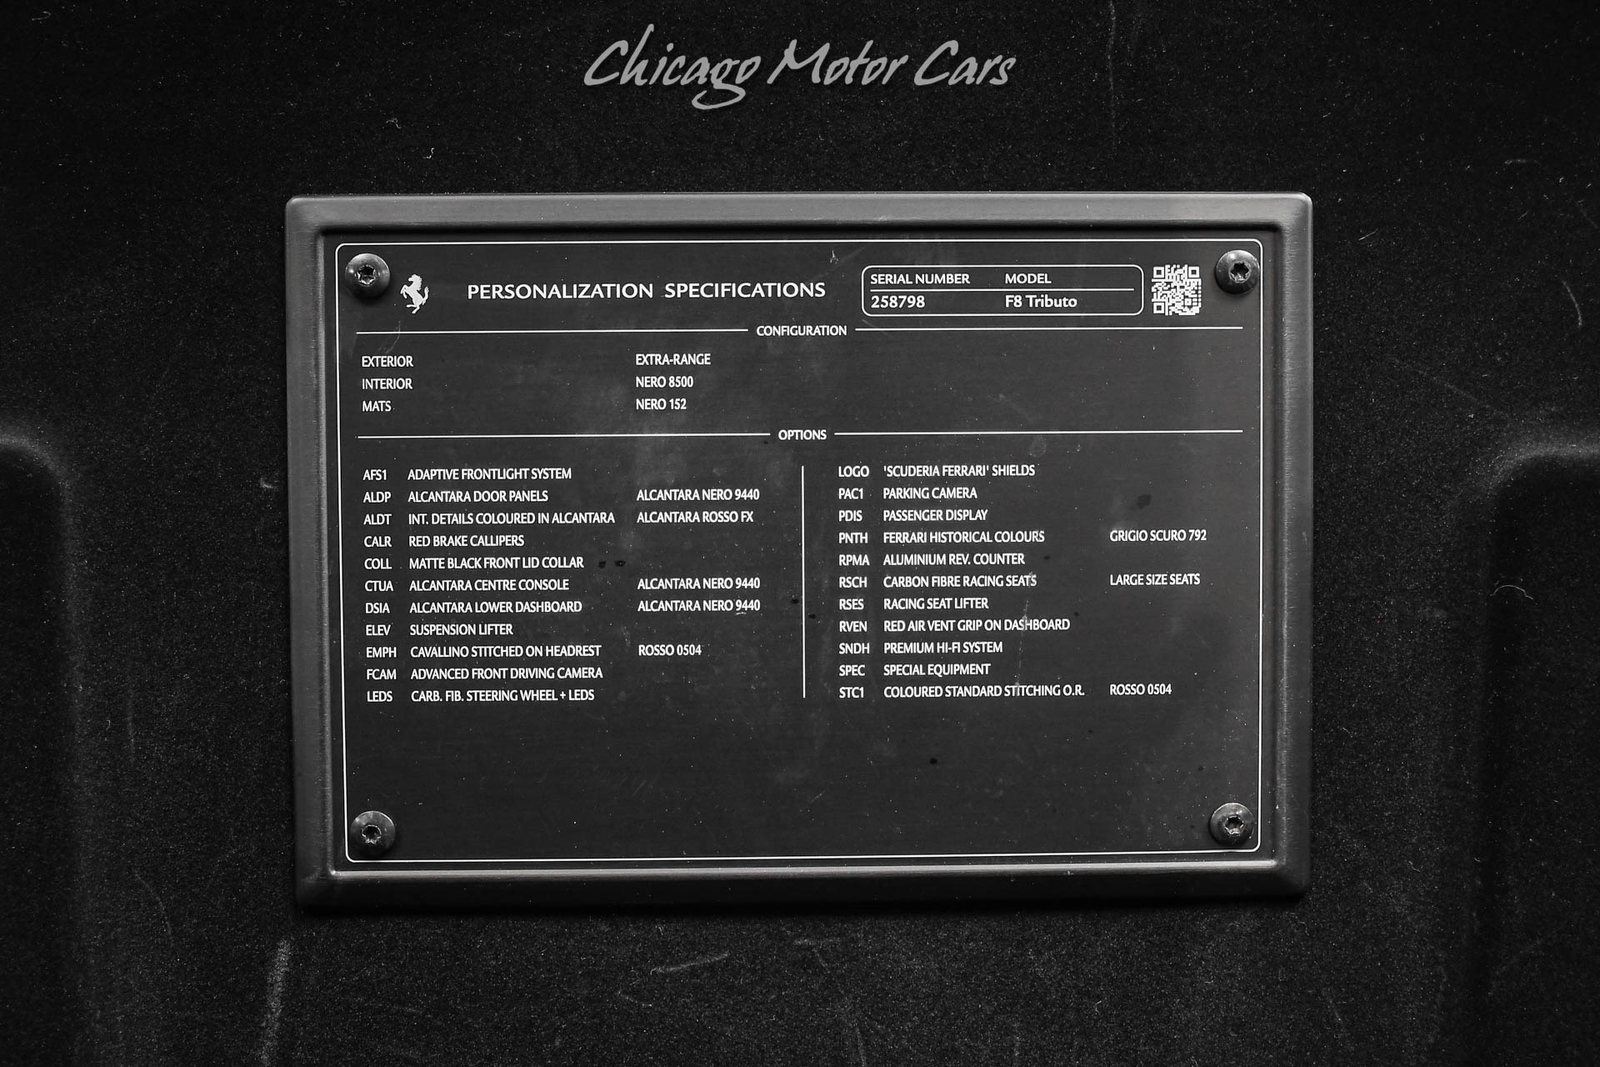 Chicago Motor Cars
PERSONALIZATION SPECIFICATIONS
SERIAL NUMBER MODEL
258798 F8 Tributo
CONFIGURATION
EXTERIOR EXTRA-RANGE
INTERIOR NERO 8500
MATS NERO 152
OPTIONS
AFS1 ADAPTIVE FRONTLIGHT SYSTEM
ALDP ALCANTARA DOOR PANELS ALCANTARA NERO 9440
ALDT INT. DETAILS COLOURED IN ALCANTARA ALCANTARA ROSSO FX
CALR RED BRAKE CALLIPERS
COLL MATTE BLACK FRONT LID COLLAR
CTUA ALCANTARA CENTRE CONSOLE ALCANTARA NERO 9440
DSIA ALCANTARA LOWER DASHBOARD ALCANTARA NERO 9440
ELEV SUSPENSION LIFTER
EMPH CAVALLINO STITCHED ON HEADREST ROSSO 0504
FCAM ADVANCED FRONT DRIVING CAMERA
LEDS CARB. FIB. STEERING WHEEL + LEDS
LOGO 'SCUDERIA FERRARI' SHIELDS
PAC1 PARKING CAMERA
PDIS PASSENGER DISPLAY
PNTH FERRARI HISTORICAL COLOURS GRIGIO SCURO 792
RPMA ALUMINIUM REV. COUNTER
RSCH CARBON FIBRE RACING SEATS LARGE SIZE SEATS
RSES RACING SEAT LIFTER
RVEN RED AIR VENT GRIP ON DASHBOARD
SNDH PREMIUM HI-FI SYSTEM
SPEC SPECIAL EQUIPMENT
STC1 COLOURED STANDARD STITCHING O.R. ROSSO 0504